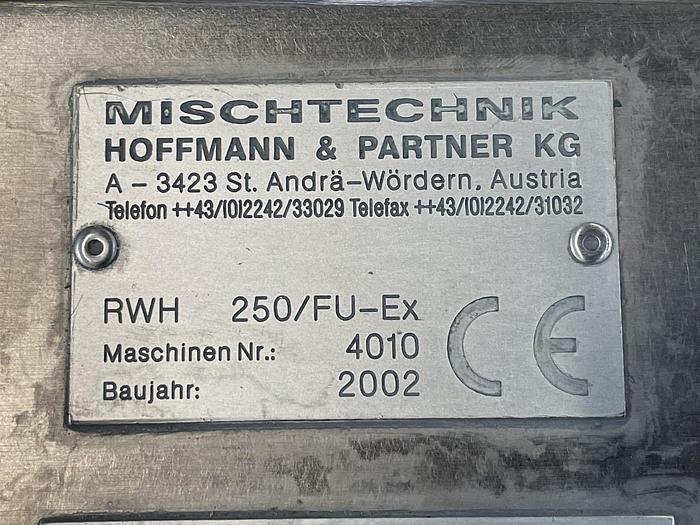 MISCHTECHNIK
HOFFMANN & PARTNER KG
A - 3423 St. Andrä-Wördern, Austria
Telefon ++43/(0)2242/33029 Telefax ++43/(0)2242/31032
RWH 250/FU-Ex
Maschinen Nr.: 4010
Baujahr: 2002
CE